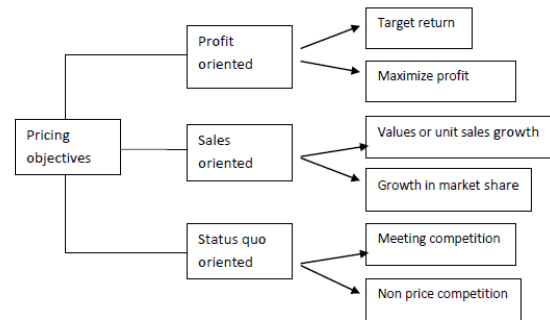 Pricing
objectives
Profit
oriented
Target return
Maximize profit
Sales
oriented
Values or unit sales growth
Growth in market share
Status quo
oriented
Meeting competition
Non price competition